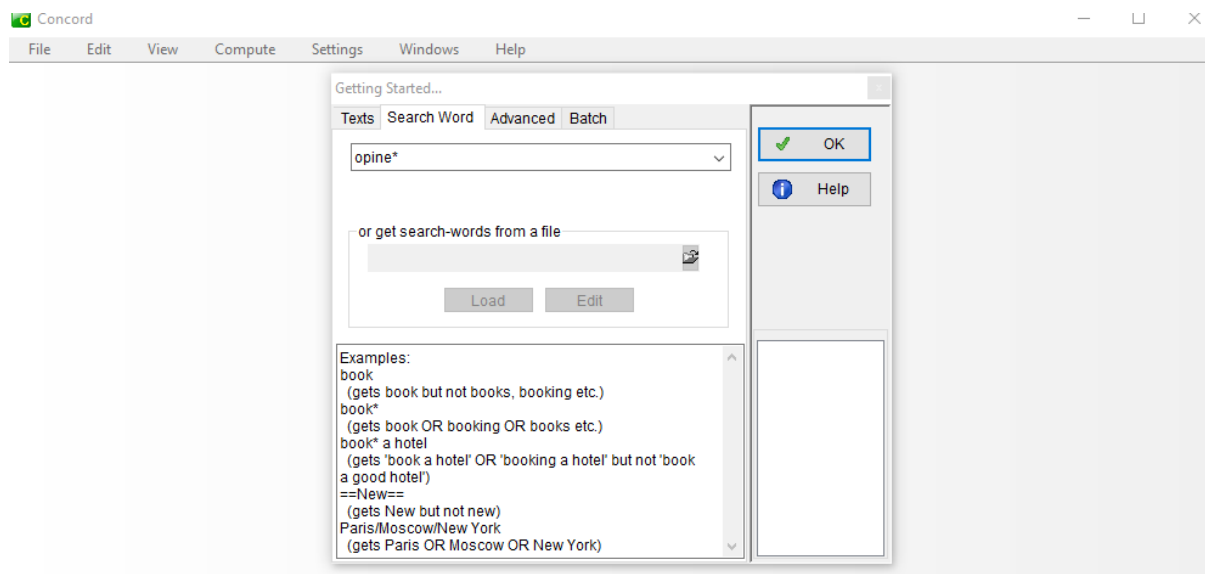 Concord
File Edit View Compute Settings Windows Help
Getting Started...
Texts Search Word Advanced Batch
opine*
OK
Help
or get search-words from a file
Load Edit
Examples:
book
(gets book but not books, booking etc.)
book*
(gets book OR booking OR books etc.)
book* a hotel
(gets 'book a hotel' OR 'booking a hotel' but not 'book
a good hotel')
==New==
(gets New but not new)
Paris/Moscow/New York
(gets Paris OR Moscow OR New York)